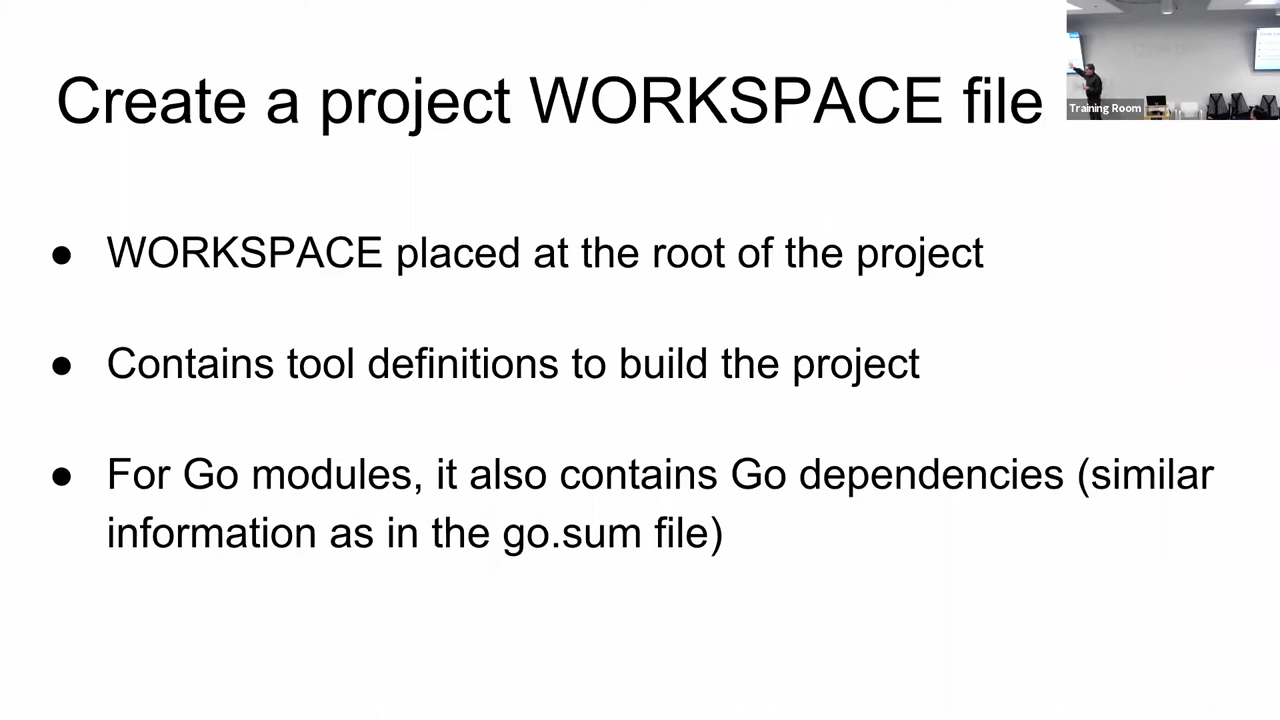 Create a project WORKSPACE file
Training Room
● WORKSPACE placed at the root of the project
● Contains tool definitions to build the project
● For Go modules, it also contains Go dependencies (similar
information as in the go.sum file)